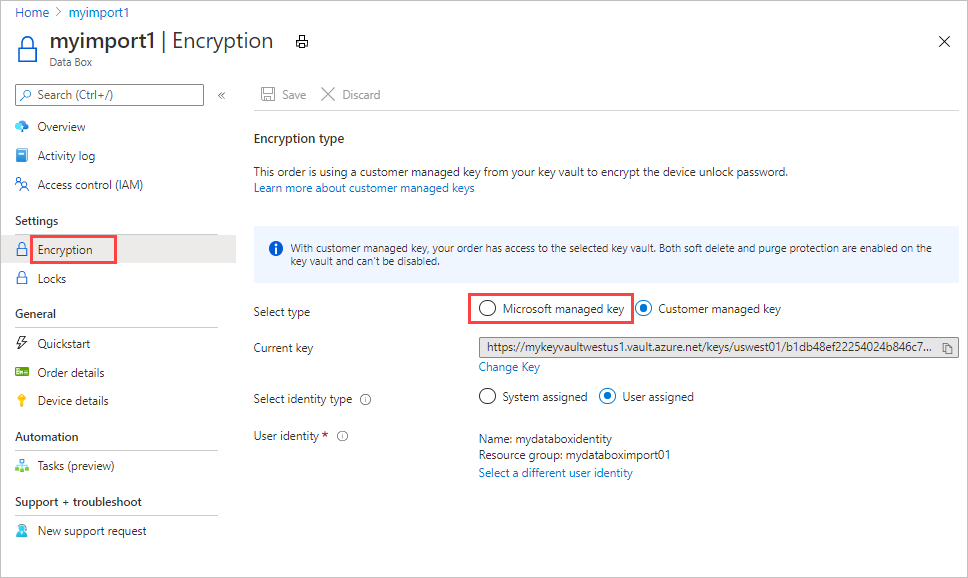 Home > myimport1
myimport1 | Encryption
Data Box
Search (Ctrl+/)
«
Save
Discard
Overview
Activity log
Access control (IAM)
Settings
Encryption
Locks
General
Quickstart
Order details
Device details
Automation
Tasks (preview)
Support + troubleshoot
New support request
Encryption type
This order is using a customer managed key from your key vault to encrypt the device unlock password.
Learn more about customer managed keys
With customer managed key, your order has access to the selected key vault. Both soft delete and purge protection are enabled on the
key vault and can't be disabled.
Select type
Microsoft managed key
Customer managed key
Current key
https://mykeyvaultwestus1.vault.azure.net/keys/uswest01/b1db48ef22254024b846c7...
Change Key
Select identity type
System assigned
User assigned
User identity *
Name: mydataboxidentity
Resource group: mydataboximport01
Select a different user identity